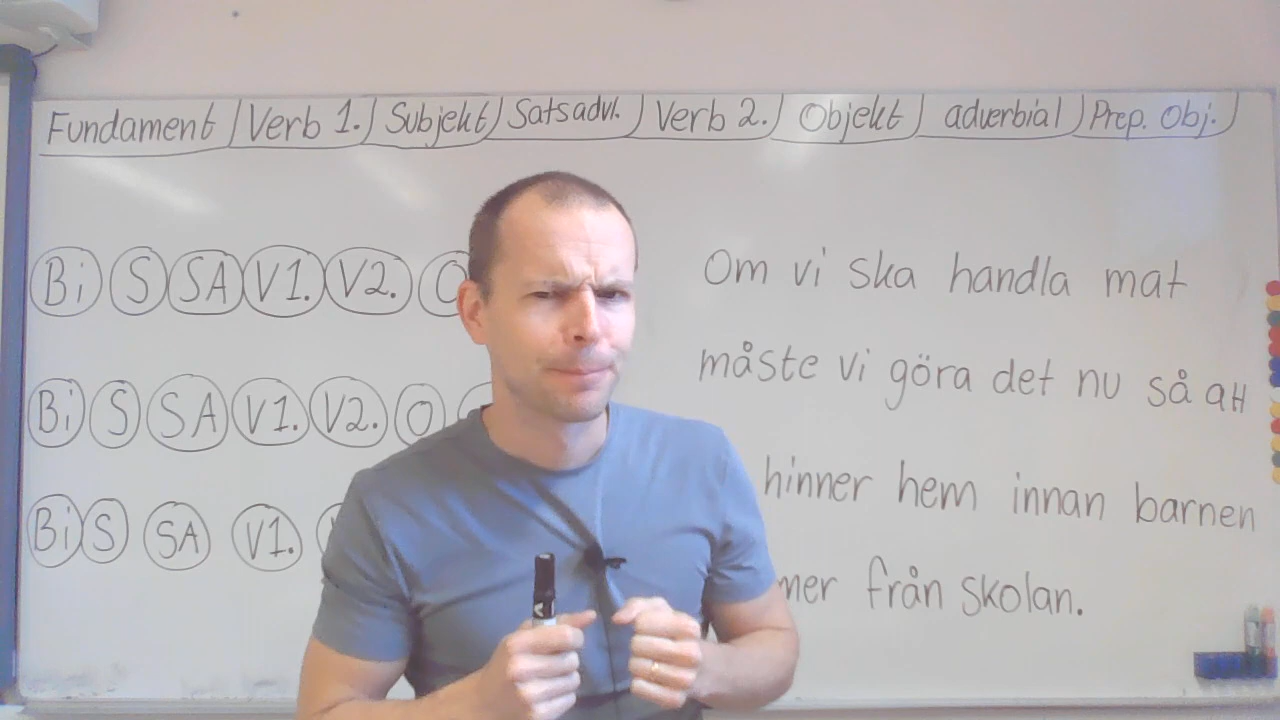 Fundament Verb 1. Subjekt Satsadvl. Verb 2. Objekt adverbial Prep. Obj.
Bi S SA V1. V2. O
Bi S SA V1. V2. O
Bi S SA V1.
Om vi ska handla mat
måste vi göra det nu så att
hinner hem innan barnen
från skolan.